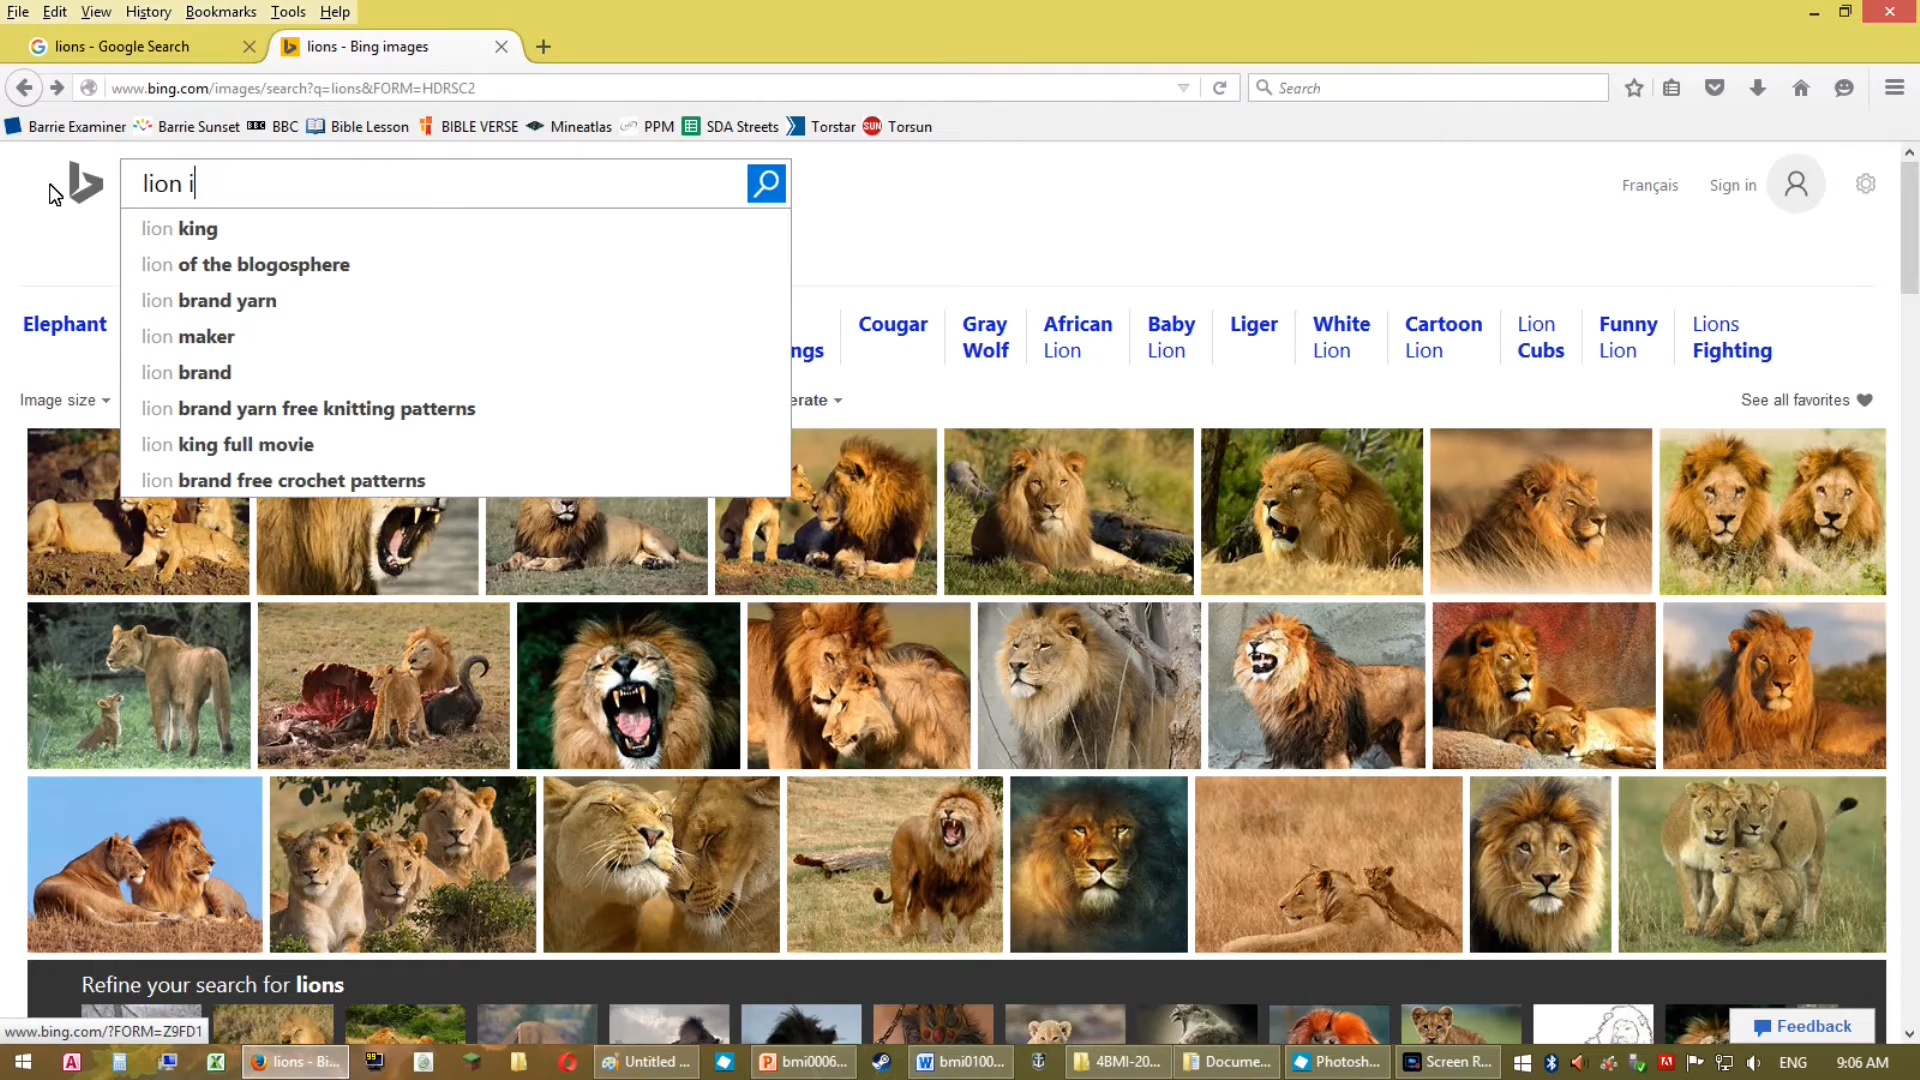 File Edit View History Bookmarks Tools Help
lions - Google Search
lions - Bing images
www.bing.com/images/search?q=lions&FORM=HDRSC2
Search
Barrie Examiner Barrie Sunset BBC Bible Lesson BIBLE VERSE Mineatlas PPM SDA Streets Torstar SUN Torsun
lion i
Français Sign in
lion king
lion of the blogosphere
lion brand yarn
lion maker
lion brand
lion brand yarn free knitting patterns
lion king full movie
lion brand free crochet patterns
Elephant
ngs
Cougar
Gray
Wolf
African
Lion
Baby
Lion
Liger
White
Lion
Cartoon
Lion
Lion
Cubs
Funny
Lion
Lions
Fighting
Image size
erate
See all favorites
Refine your search for lions
www.bing.com/?FORM=Z9FD1
Feedback
lions - Bi...
99
Untitled ...
bmi0006...
bmi0100...
4BMI-20...
Docume...
Photosh...
Screen R...
ENG
9:06 AM